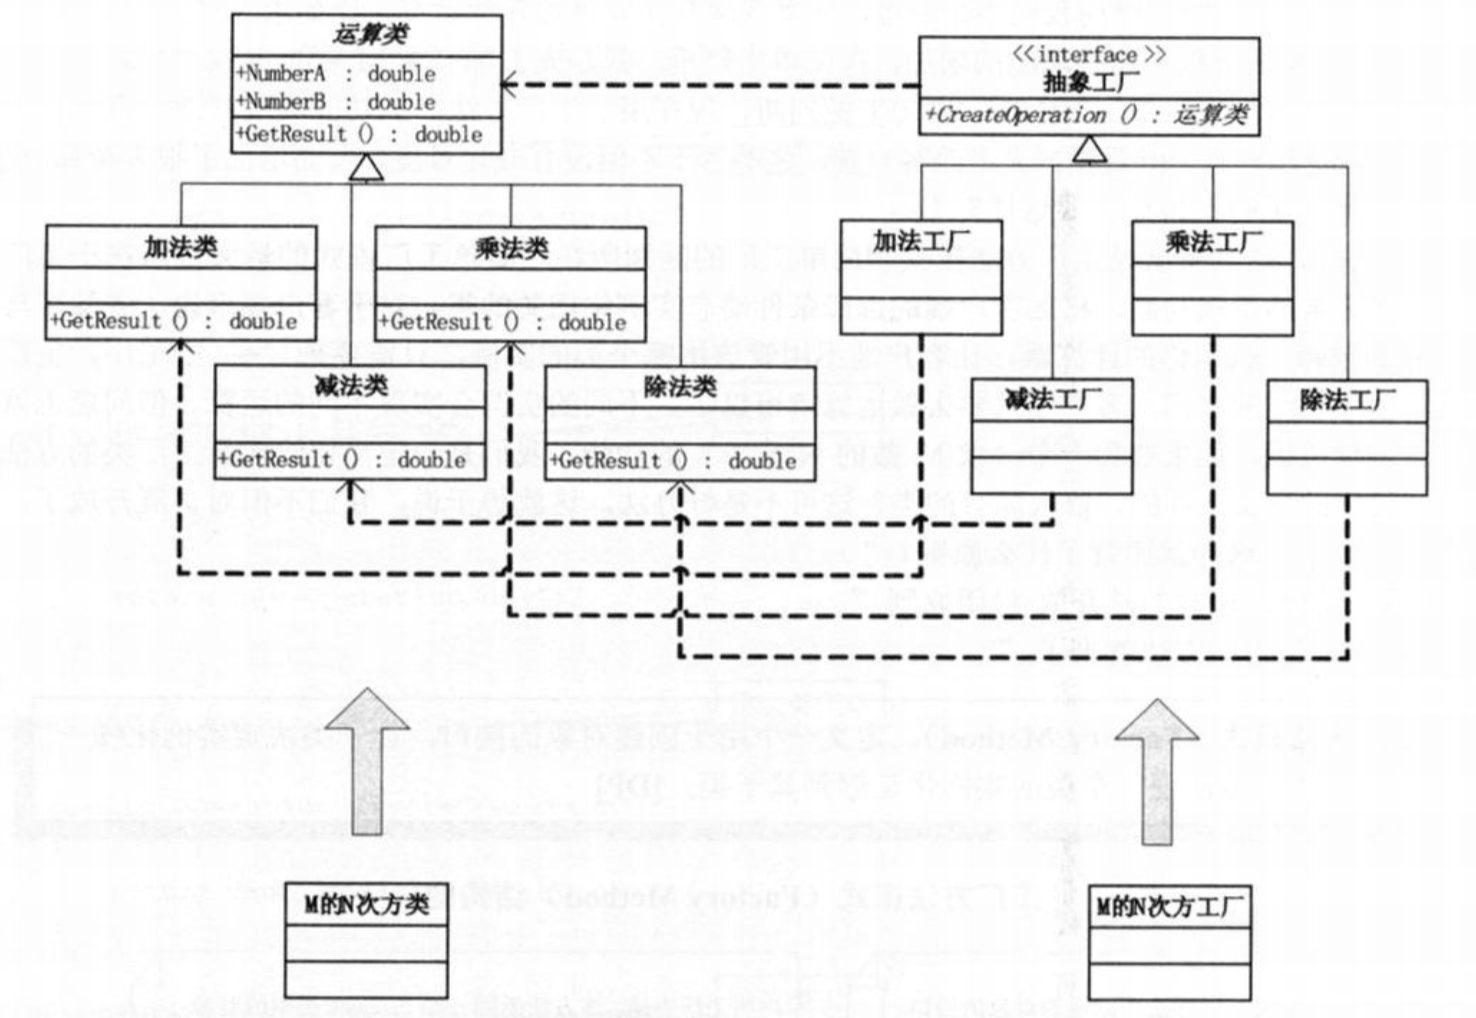 运算类
+NumberA : double
+NumberB : double
+GetResult () : double
<<interface>>
抽象工厂
+CreateOperation () : 运算类
加法类
+GetResult () : double
乘法类
+GetResult () : double
加法工厂
乘法工厂
减法类
+GetResult () : double
除法类
+GetResult () : double
减法工厂
除法工厂
M的N次方类
M的N次方工厂